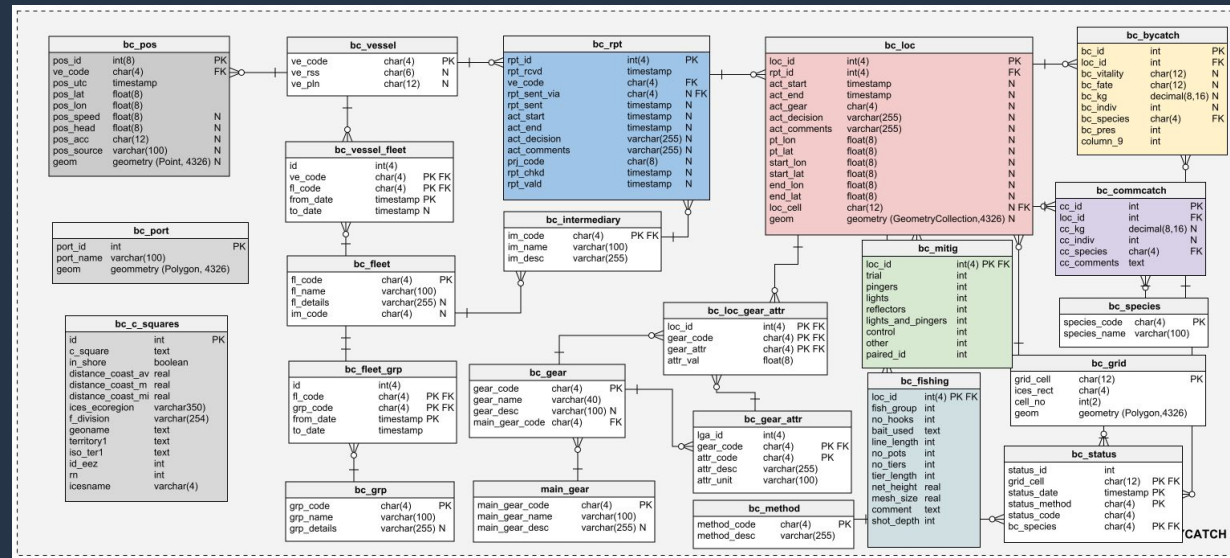 bc_pos
pos_id int(8) PK
ve_code char(4) FK
pos_utc timestamp
pos_lat float(8)
pos_lon float(8)
pos_speed float(8) N
pos_head float(8) N
pos_acc char(12) N
pos_source varchar(100) N
geom geometry (Point, 4326) N
bc_vessel
ve_code char(4) PK
ve_rss char(6) N
ve_pln char(12) N
bc_rpt
rpt_id int(4) PK
rpt_rcvd timestamp
ve_code char(4) FK
rpt_sent_via char(4) N FK
rpt_sent timestamp N
act_start timestamp N
act_end timestamp N
act_decision varchar(255) N
act_comments varchar(255) N
prj_code char(8) N
rpt_chkd timestamp N
rpt_vald timestamp N
bc_loc
loc_id int(4) PK
rpt_id int(4) FK
act_start timestamp N
act_end timestamp N
act_gear char(4) N
act_decision varchar(255) N
act_comments varchar(255) N
pt_lon float(8) N
pt_lat float(8) N
start_lon float(8) N
start_lat float(8) N
end_lon float(8) N
end_lat float(8) N
loc_cell char(12) N FK
geom geometry (GeometryCollection,4326) N
bc_bycatch
bc_id int PK
loc_id int FK
bc_vitality char(12) N
bc_fate char(12) N
bc_kg decimal(8,16) N
bc_indiv int N
bc_species char(4) FK
bc_pres int
column_9 int
bc_vessel_fleet
id int(4)
ve_code char(4) PK FK
fl_code char(4) PK FK
from_date timestamp PK
to_date timestamp N
bc_commcatch
cc_id int PK
loc_id int FK
cc_kg decimal(8,16) N
cc_indiv int N
cc_species char(4) FK
cc_comments text
bc_port
port_id int PK
port_name varchar(100)
geom geommetry (Polygon, 4326)
bc_intermediary
im_code char(4) PK FK
im_name varchar(100)
im_desc varchar(255)
bc_mitig
loc_id int(4) PK FK
trial int
pingers int
lights int
reflectors int
lights_and_pingers int
control int
other int
paired_id int
bc_fleet
fl_code char(4) PK
fl_name varchar(100)
fl_details varchar(255) N
im_code char(4) N
bc_species
species_code char(4) PK
species_name varchar(100)
bc_c_squares
id int PK
c_square text
in_shore boolean
distance_coast_av real
distance_coast_m real
distance_coast_mi real
ices_ecoregion varchar350)
f_division varchar(254)
geoname text
territory1 text
iso_ter1 text
id_eez int
rn int
icesname varchar(4)
bc_loc_gear_attr
loc_id int(4) PK FK
gear_code char(4) PK FK
gear_attr char(4) PK FK
attr_val float(8)
bc_grid
grid_cell char(12) PK
ices_rect char(4)
cell_no int(2)
geom geometry (Polygon,4326)
bc_fleet_grp
id int(4)
fl_code char(4) PK FK
grp_code char(4) PK FK
from_date timestamp PK
to_date timestamp
bc_gear
gear_code char(4) PK
gear_name varchar(40)
gear_desc varchar(100) N
main_gear_code char(4) FK
bc_fishing
loc_id int(4) PK FK
fish_group int
no_hooks int
bait_used text
line_length int
no_pots int
no_tiers int
tier_length int
net_height real
mesh_size real
comment text
shot_depth int
bc_gear_attr
lga_id int(4)
gear_code char(4) PK FK
attr_code char(4) PK
attr_desc varchar(255)
attr_unit varchar(100)
bc_status
status_id int
grid_cell char(12) PK FK
status_date timestamp PK
status_method char(4) PK
status_code char(4)
bc_species char(4) PK FK
bc_grp
grp_code char(4) PK
grp_name varchar(100)
grp_details varchar(255) N
main_gear
main_gear_code char(4) PK
main_gear_name varchar(100)
main_gear_desc varchar(255) N
bc_method
method_code char(4) PK
method_desc varchar(255)
YCATCH